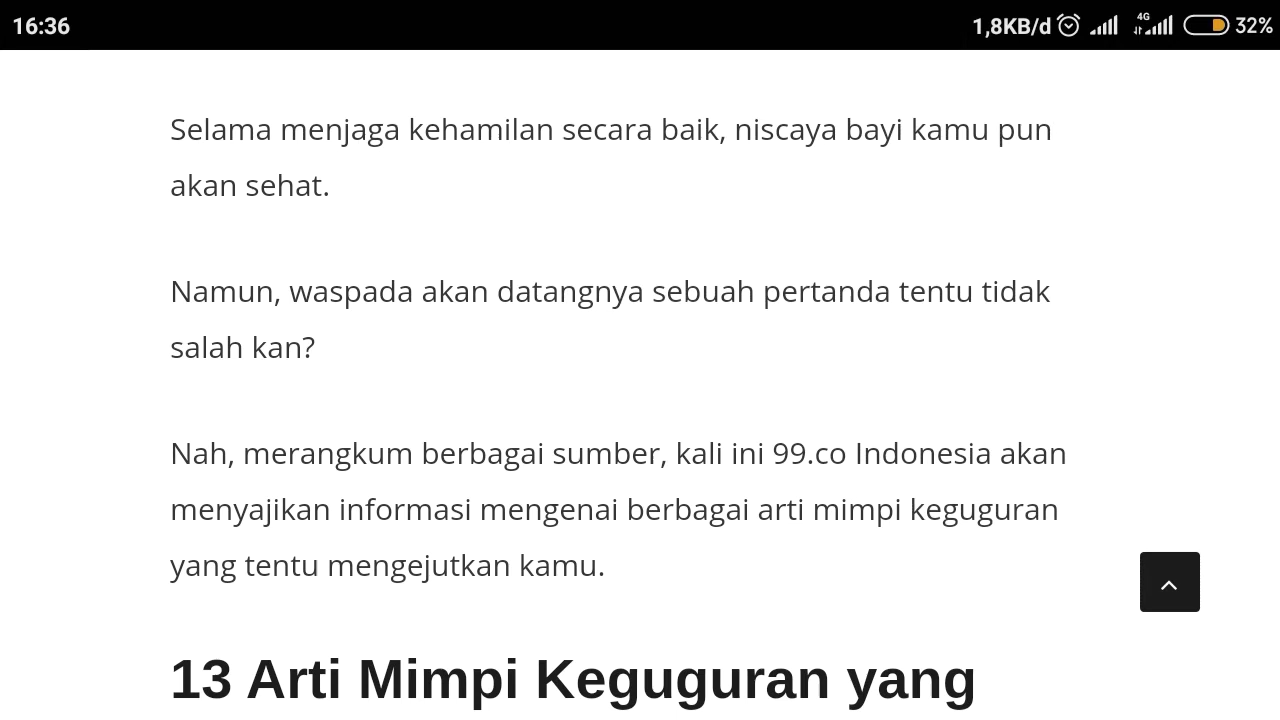 16:36 1,8KB/d 4G 32%
Selama menjaga kehamilan secara baik, niscaya bayi kamu pun
akan sehat.
Namun, waspada akan datangnya sebuah pertanda tentu tidak
salah kan?
Nah, merangkum berbagai sumber, kali ini 99.co Indonesia akan
menyajikan informasi mengenai berbagai arti mimpi keguguran
yang tentu mengejutkan kamu.
13 Arti Mimpi Keguguran yang